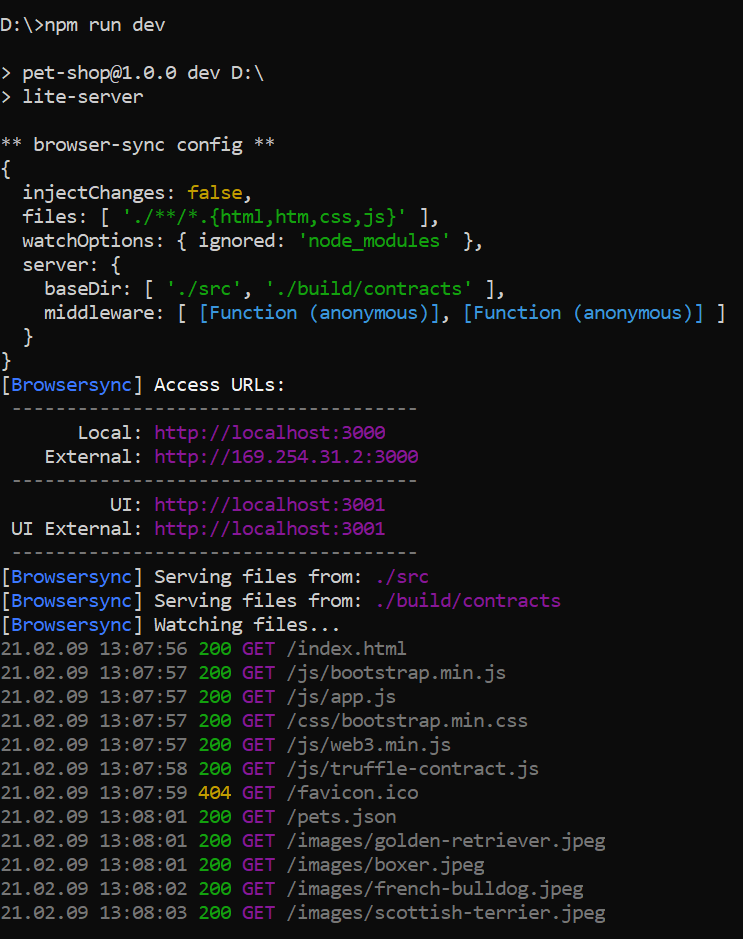 D:\>npm run dev
> pet-shop@1.0.0 dev D:\
> lite-server
** browser-sync config **
{
  injectChanges: false,
  files: [ './**/*.{html,htm,css,js}' ],
  watchOptions: { ignored: 'node_modules' },
  server: {
    baseDir: [ './src', './build/contracts' ],
    middleware: [ [Function (anonymous)], [Function (anonymous)] ]
  }
}
[Browsersync] Access URLs:
 -------------------------------------
       Local: http://localhost:3000
    External: http://169.254.31.2:3000
 -------------------------------------
          UI: http://localhost:3001
 UI External: http://localhost:3001
 -------------------------------------
[Browsersync] Serving files from: ./src
[Browsersync] Serving files from: ./build/contracts
[Browsersync] Watching files...
21.02.09 13:07:56 200 GET /index.html
21.02.09 13:07:57 200 GET /js/bootstrap.min.js
21.02.09 13:07:57 200 GET /js/app.js
21.02.09 13:07:57 200 GET /css/bootstrap.min.css
21.02.09 13:07:57 200 GET /js/web3.min.js
21.02.09 13:07:58 200 GET /js/truffle-contract.js
21.02.09 13:07:59 404 GET /favicon.ico
21.02.09 13:08:01 200 GET /pets.json
21.02.09 13:08:01 200 GET /images/golden-retriever.jpeg
21.02.09 13:08:01 200 GET /images/boxer.jpeg
21.02.09 13:08:02 200 GET /images/french-bulldog.jpeg
21.02.09 13:08:03 200 GET /images/scottish-terrier.jpeg